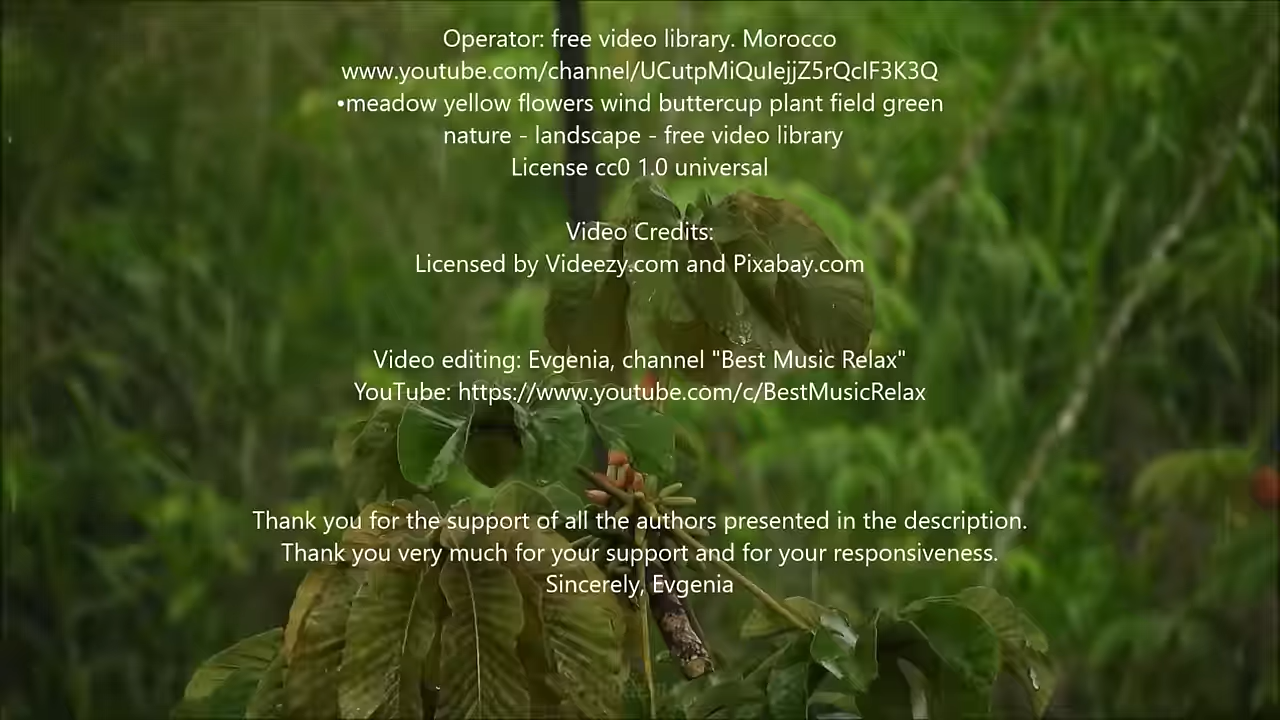 Operator: free video library. Morocco
www.youtube.com/channel/UCutpMiQuIejjZ5rQcIF3K3Q
•meadow yellow flowers wind buttercup plant field green
nature - landscape - free video library
License cc0 1.0 universal
Video Credits:
Licensed by Videezy.com and Pixabay.com
Video editing: Evgenia, channel "Best Music Relax"
YouTube: https://www.youtube.com/c/BestMusicRelax
Thank you for the support of all the authors presented in the description.
Thank you very much for your support and for your responsiveness.
Sincerely, Evgenia